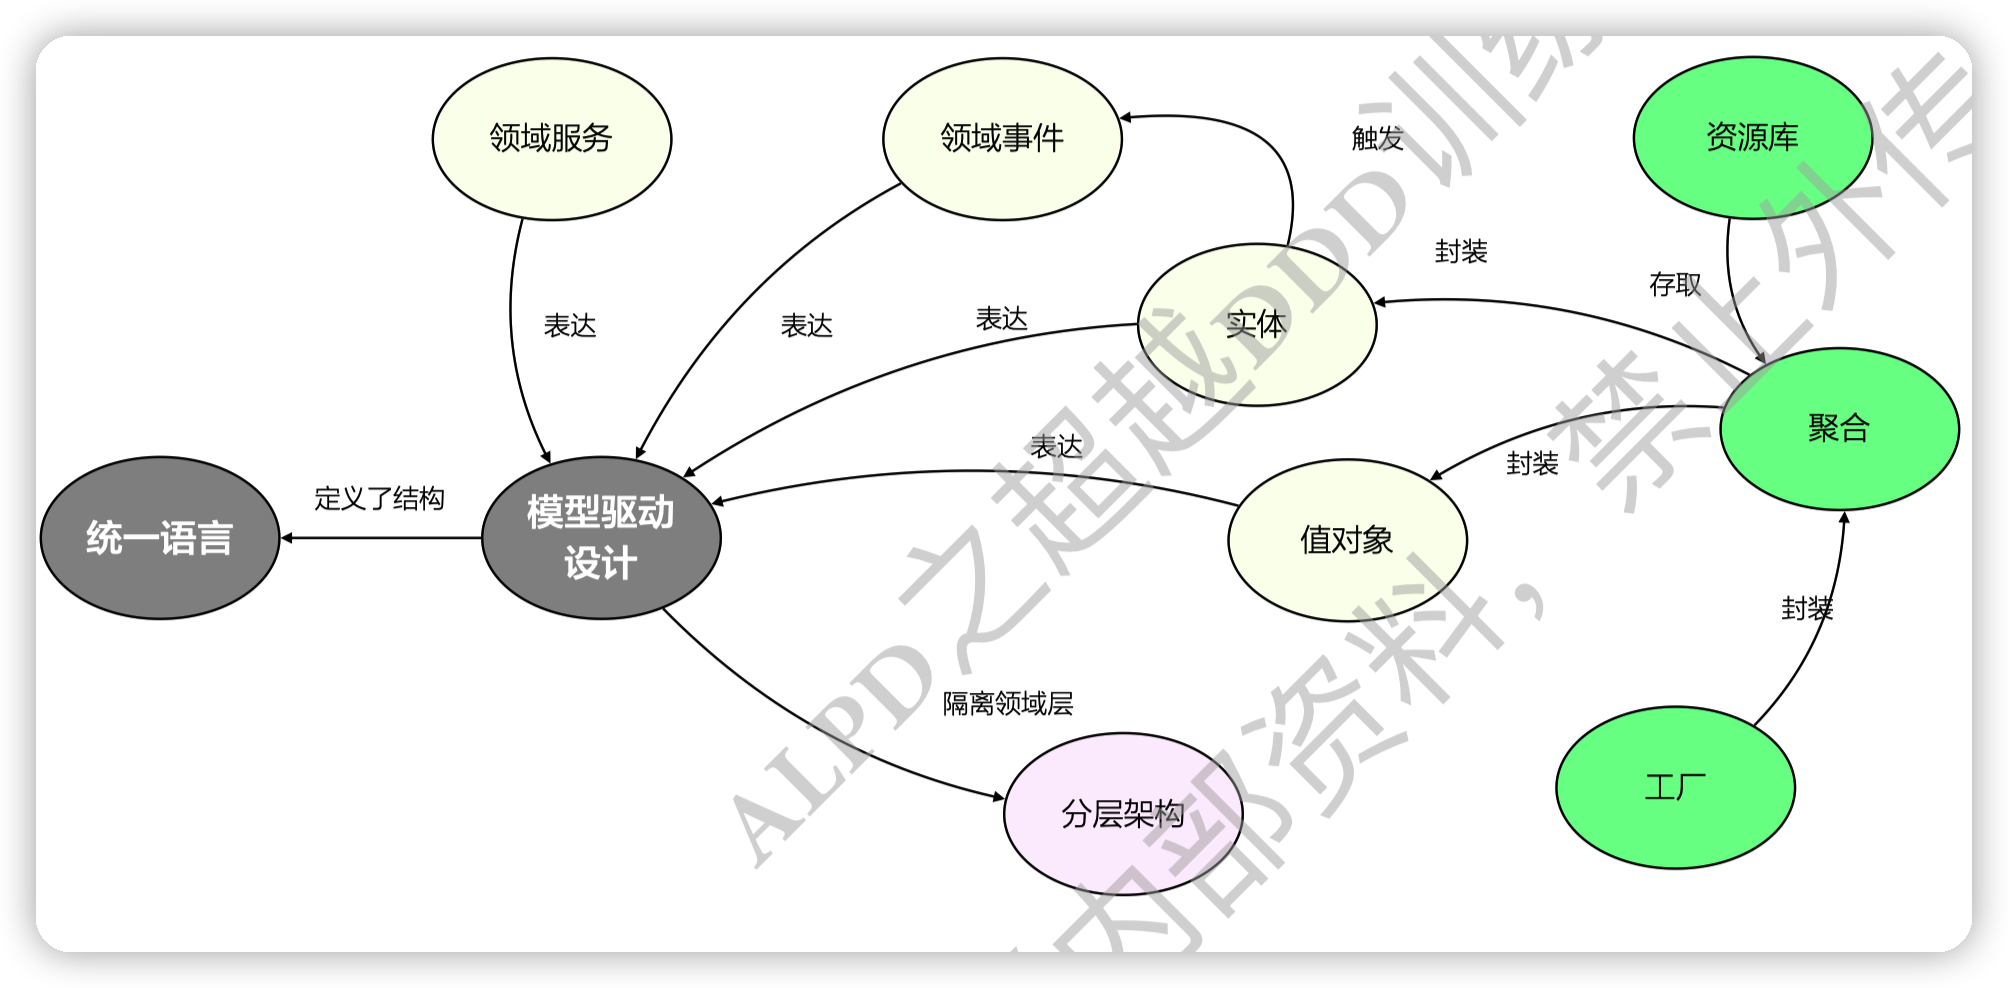 领域服务
领域事件
触发
资源库
封装
存取
表达
表达
表达
实体
聚合
表达
封装
定义了结构
统一语言
模型驱动
设计
值对象
封装
隔离领域层
工厂
分层架构
ALPD之超越DDD训练
内部资料，禁止外传